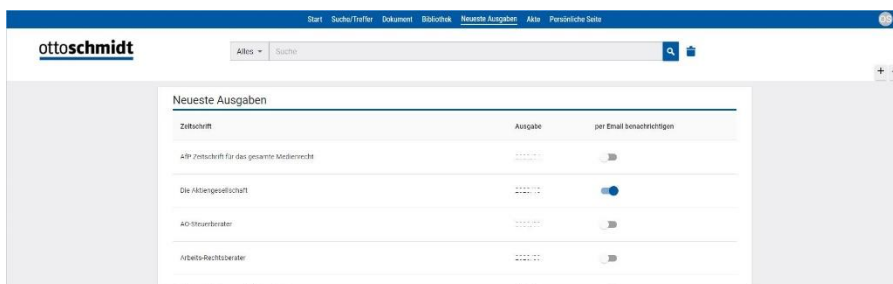 Start Suche/Treffer Dokument Bibliothek Neueste Ausgaben Akte Persönliche Seite OS
ottoschmidt
Alles Suche
+
Neueste Ausgaben
Zeitschrift Ausgabe per Email benachrichtigen
AfP Zeitschrift für das gesamte Medienrecht
Die Aktiengesellschaft
AO-Steuerberater
Arbeits-Rechtsberater